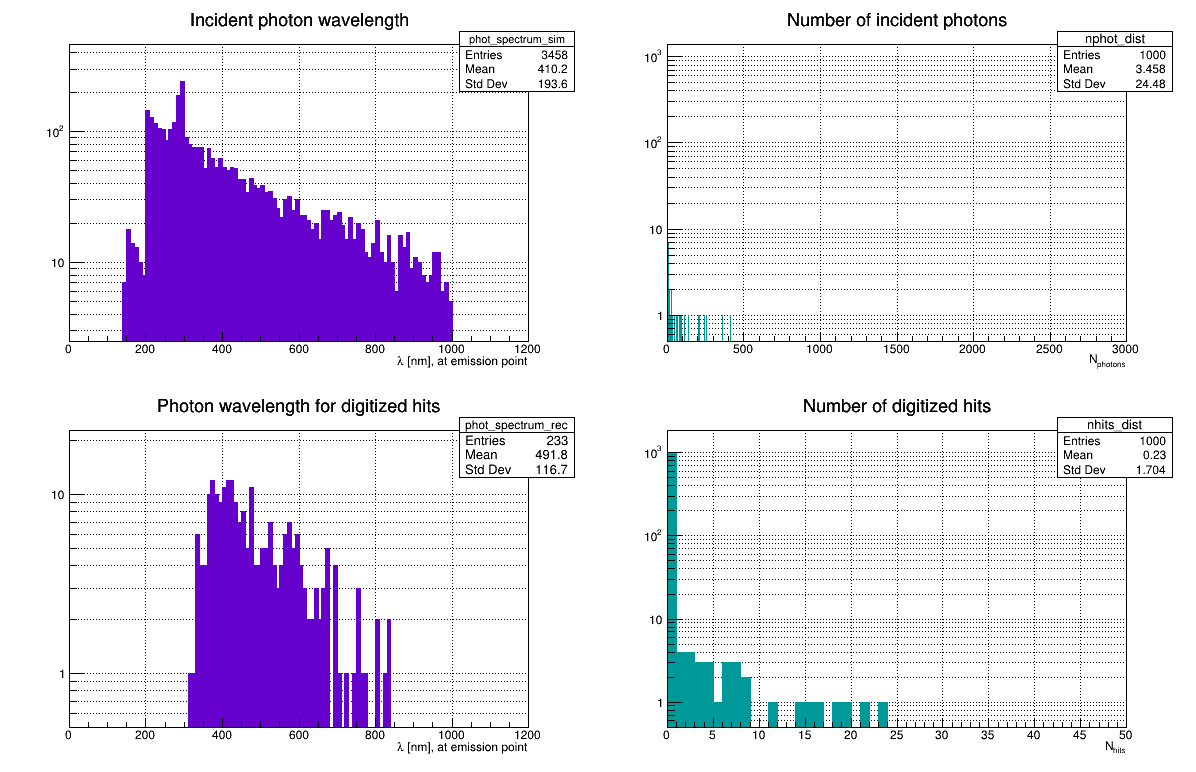 Incident photon wavelength
phot_spectrum_sim
Entries 3458
Mean 410.2
Std Dev 193.6
10²
10
0 200 400 600 800 1000 1200
λ [nm], at emission point
Number of incident photons
nphot_dist
Entries 1000
Mean 3.458
Std Dev 24.48
10³
10²
10
1
0 500 1000 1500 2000 2500 3000
N_photons
Photon wavelength for digitized hits
phot_spectrum_rec
Entries 233
Mean 491.8
Std Dev 116.7
10
1
0 200 400 600 800 1000 1200
λ [nm], at emission point
Number of digitized hits
nhits_dist
Entries 1000
Mean 0.23
Std Dev 1.704
10³
10²
10
1
0 5 10 15 20 25 30 35 40 45 50
N_hits